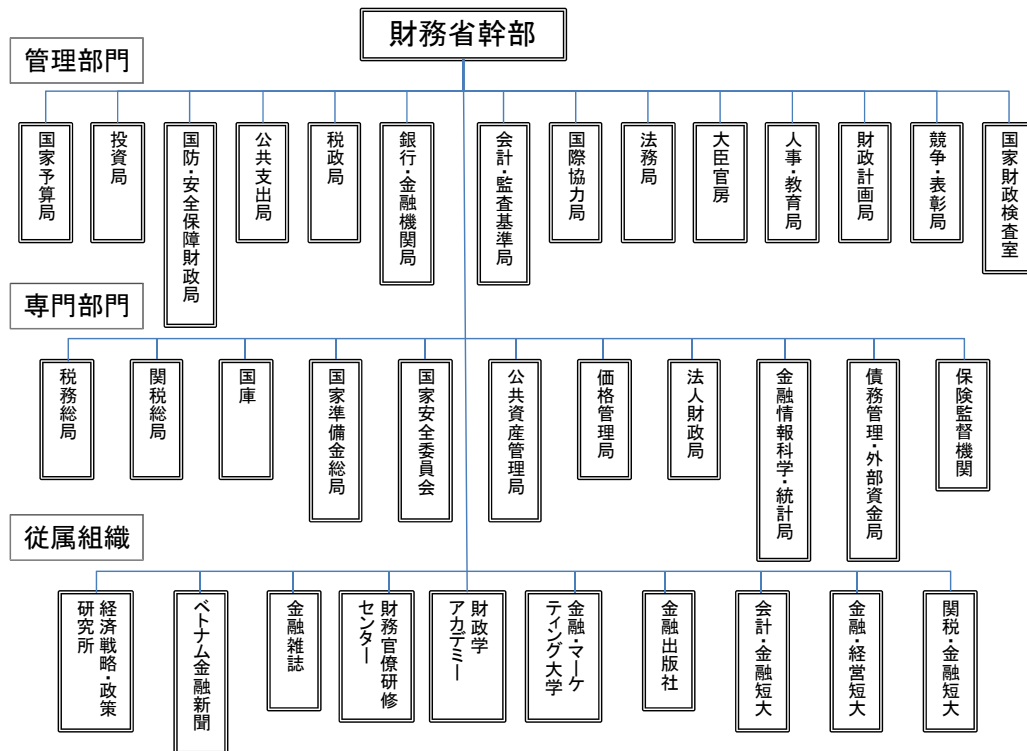 財務省幹部
管理部門
国家予算局
投資局
国防・安全保障財政局
公共支出局
税政局
銀行・金融機関局
会計・監査基準局
国際協力局
法務局
大臣官房
人事・教育局
財政計画局
競争・表彰局
国家財政検査室
専門部門
税務総局
関税総局
国庫
国家準備金総局
国家安全委員会
公共資産管理局
価格管理局
法人財政局
金融情報科学・統計局
債務管理・外部資金局
保険監督機関
従属組織
経済戦略・政策
研究所
ベトナム金融新聞
金融雑誌
財務官僚研修
センター
財政学
アカデミー
金融・マーケ
ティング大学
金融出版社
会計・金融短大
金融・経営短大
関税・金融短大